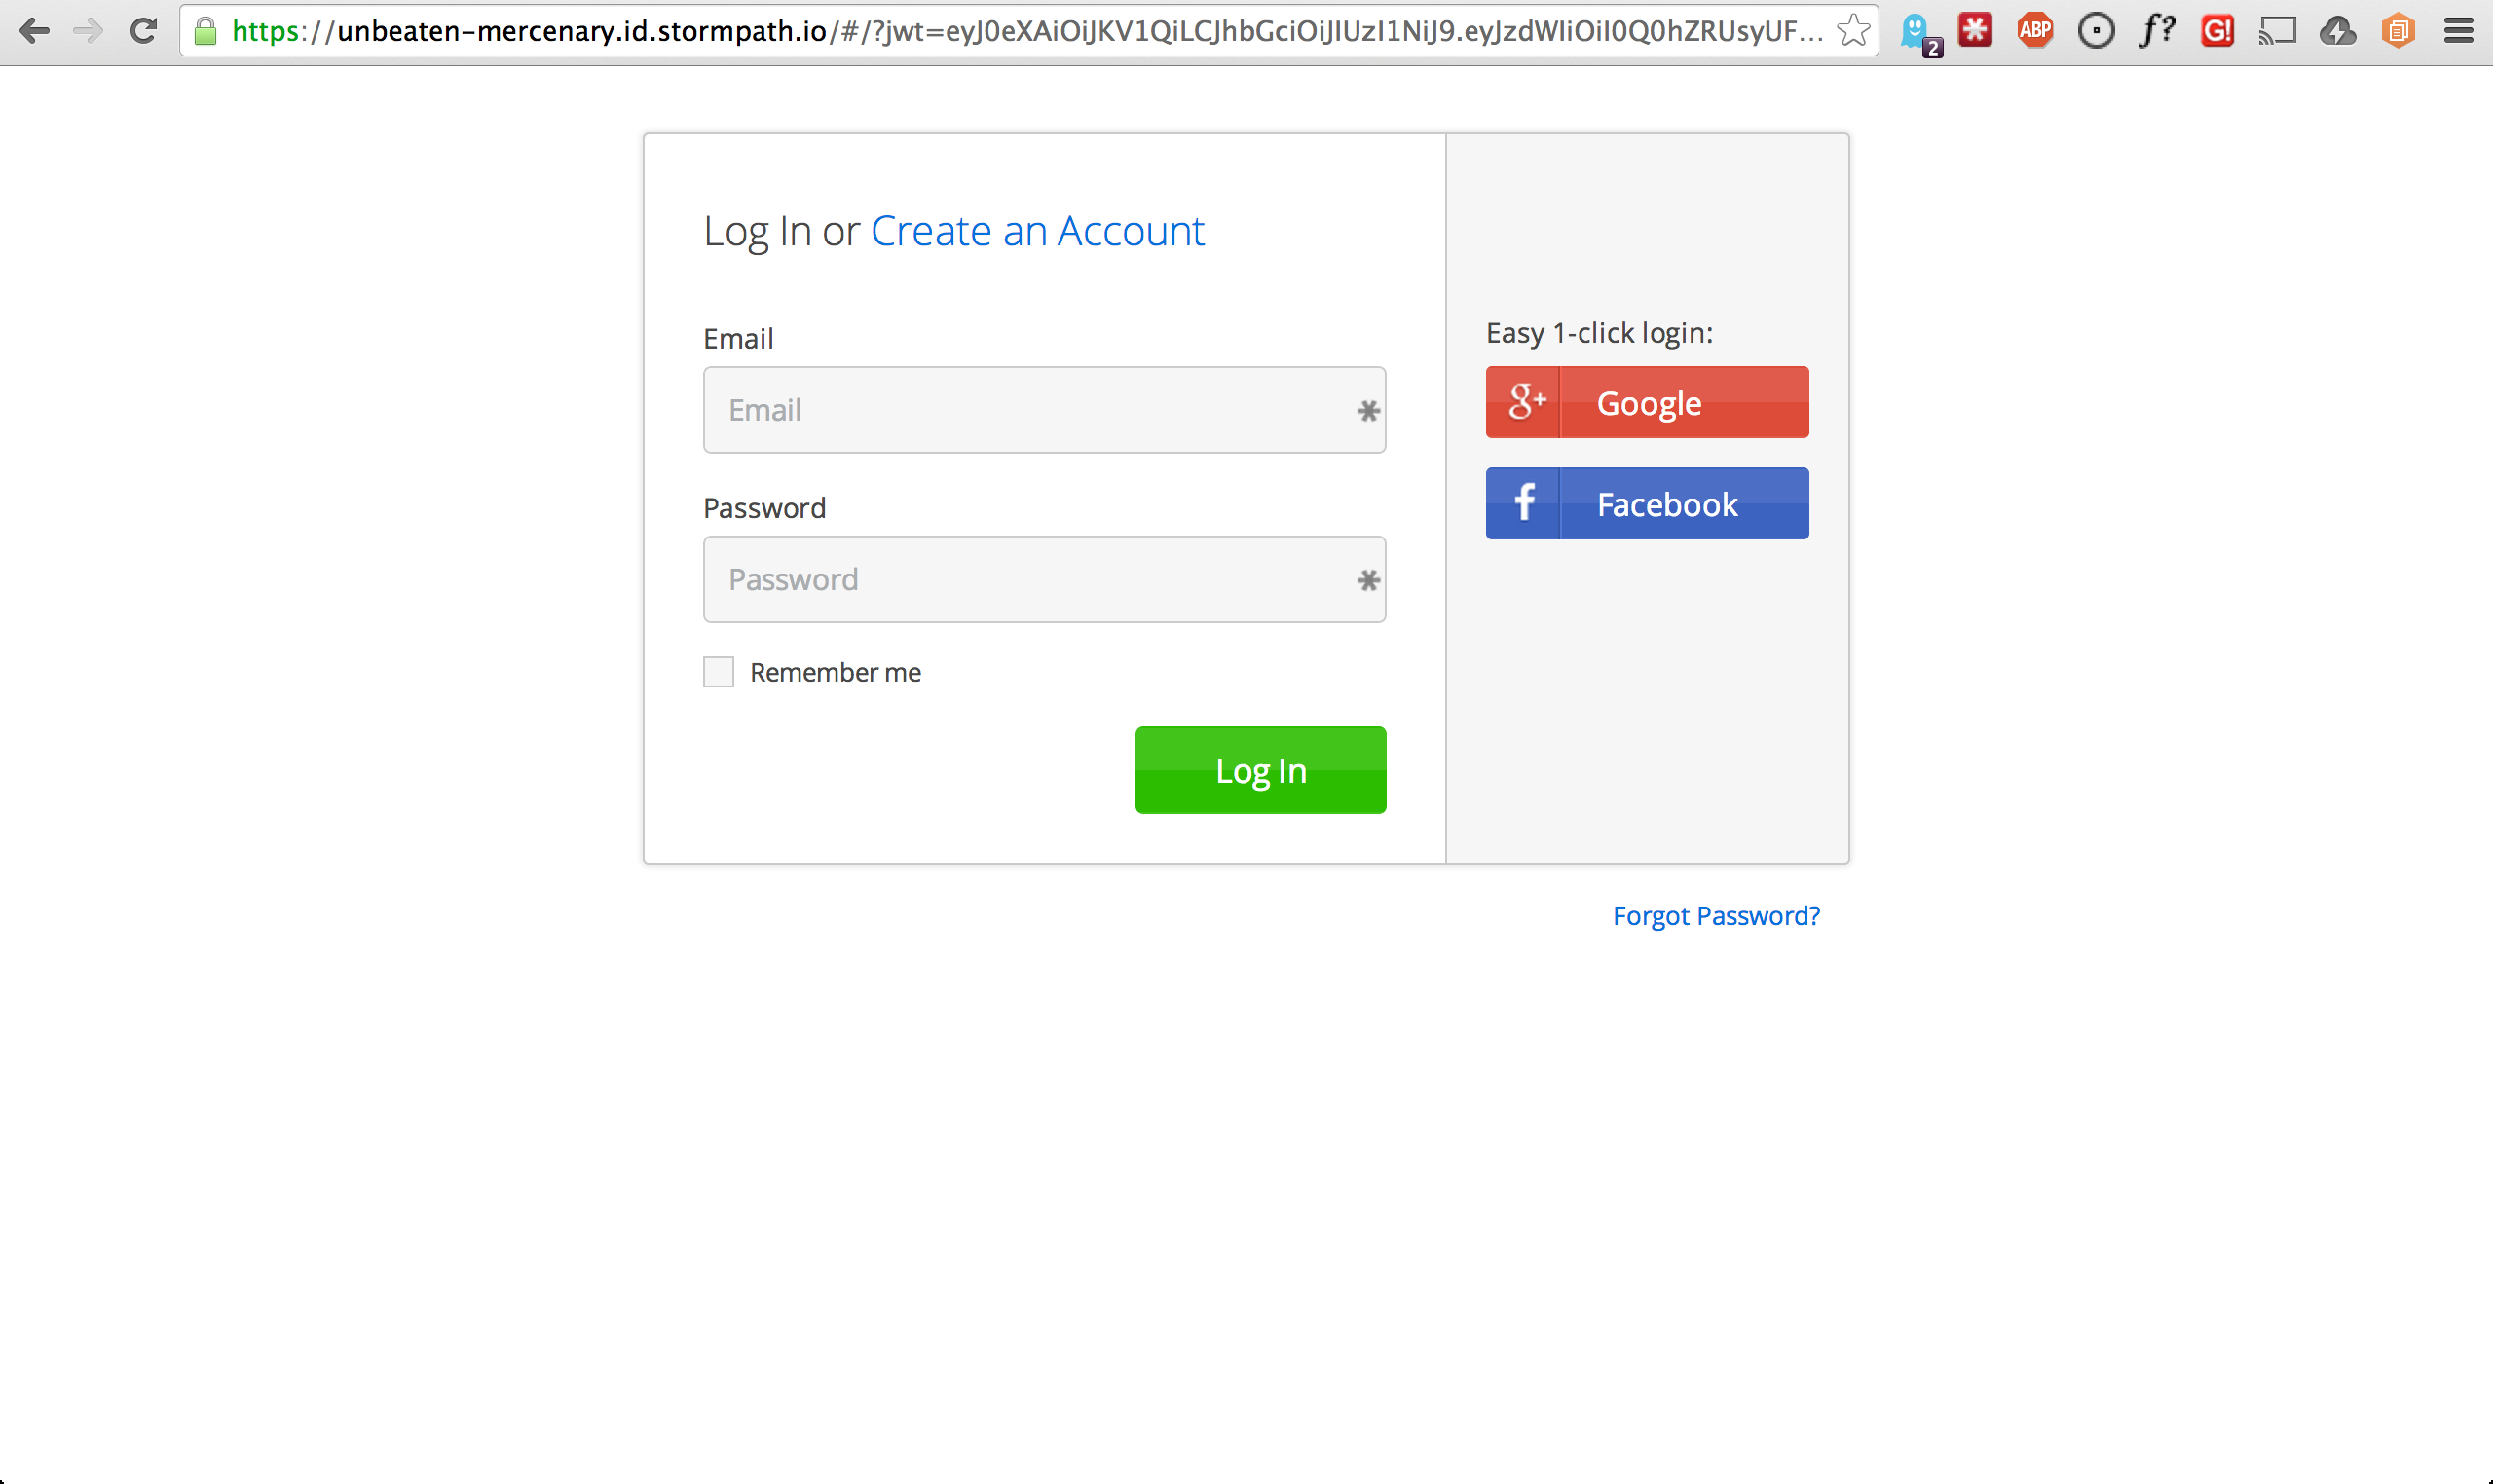 https://unbeaten-mercenary.id.stormpath.io/#/?jwt=eyJ0eXAiOiJKV1QiLCJhbGciOiJIUzI1NiJ9.eyJzdWIiOiI0Q0hZRUsyUF...
2
ABP
f?
G!
Log In or Create an Account
Email
Email
Password
Password
Remember me
Log In
Easy 1-click login:
g+ Google
f Facebook
Forgot Password?